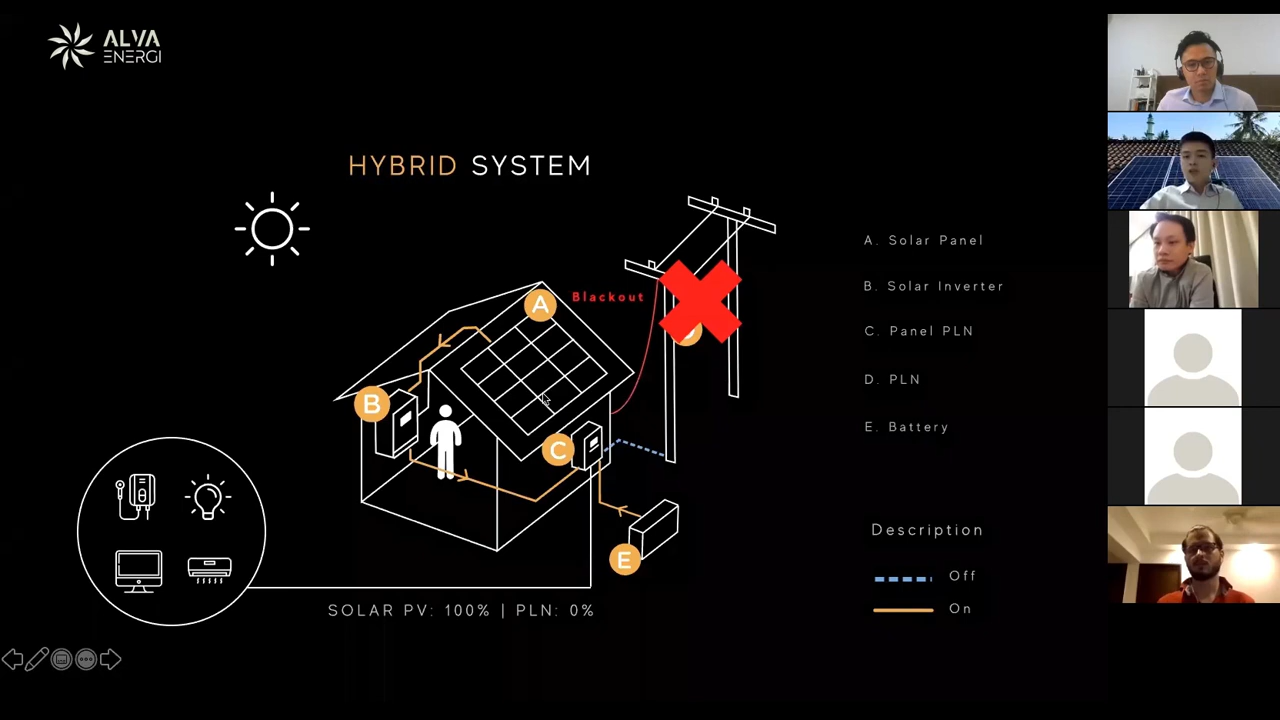 ALVA
ENERGI
HYBRID SYSTEM
A
Blackout
B
C
E
A. Solar Panel
B. Solar Inverter
C. Panel PLN
D. PLN
E. Battery
Description
Off
On
SOLAR PV: 100% | PLN: 0%